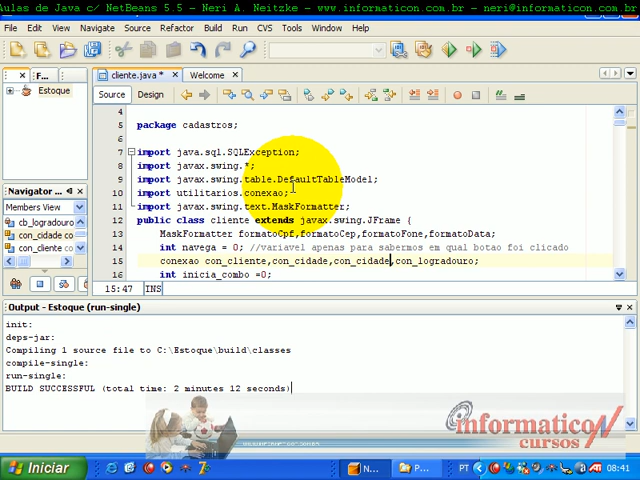 Aulas de Java c/ NetBeans 5.5 - Neri A. Neitzke - www.informaticon.com.br - neri@informaticon.com.br
File Edit View Navigate Source Refactor Build Run CVS Tools Window Help
F...
cliente.java *
Welcome
Estoque
Source Design
4
5 package cadastros;
6
7 import java.sql.SQLException;
8 import javax.swing.*;
9 import javax.swing.table.DefaultTableModel;
10 import utilitarios.conexao;
11 import javax.swing.text.MaskFormatter;
12 public class cliente extends javax.swing.JFrame {
13 MaskFormatter formatoCpf,formatoCep,formatoFone,formatoData;
14 int navega = 0; //variavel apenas para sabermos em qual botao foi clicado
15 conexao con_cliente,con_cidade,con_cidade,con_logradouro;
16 int inicia_combo =0;
cb_logradouro
con_cidade co
con_cliente :
15:47 INS
Output - Estoque (run-single)
init:
deps-jar:
Compiling 1 source file to C:\Estoque\build\classes
compile-single:
run-single:
BUILD SUCCESSFUL (total time: 2 minutes 12 seconds)
informaticoN
cursos
Iniciar
N...
P...
PT
08:41